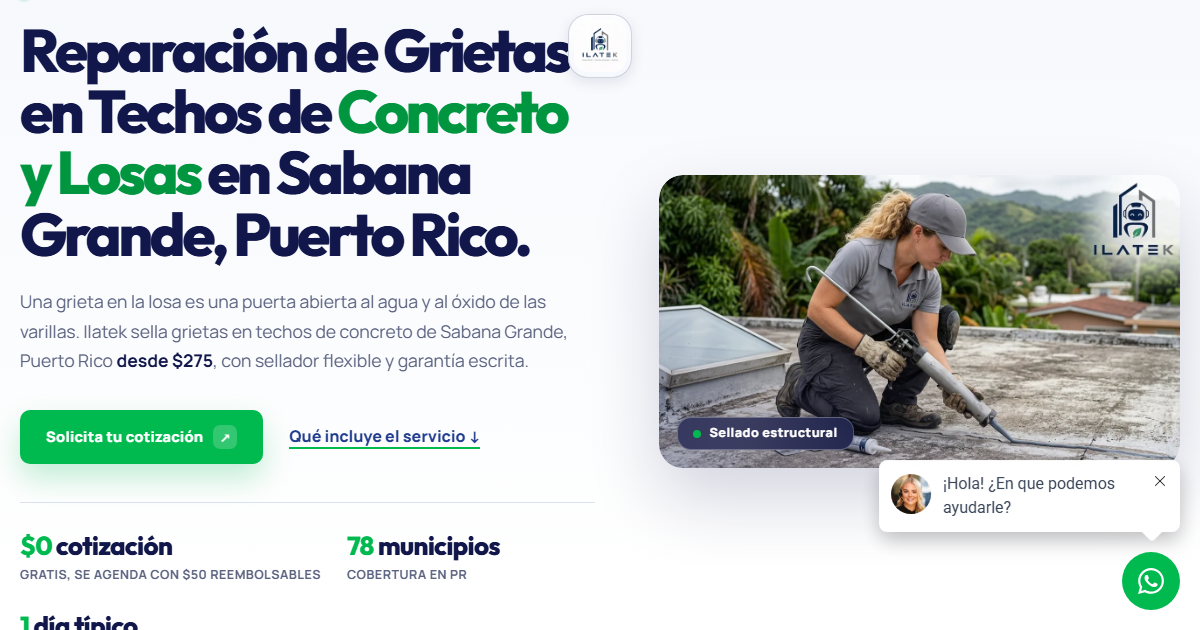 Reparación de Grietas
en Techos de Concreto
y Losas en Sabana
Grande, Puerto Rico.
ILATEK
Una grieta en la losa es una puerta abierta al agua y al óxido de las
varillas. Ilatek sella grietas en techos de concreto de Sabana Grande,
Puerto Rico desde $275, con sellador flexible y garantía escrita.
Solicita tu cotización ↗
Qué incluye el servicio ↓
$0 cotización
GRATIS, SE AGENDA CON $50 REEMBOLSABLES
78 municipios
COBERTURA EN PR
1 día típico
ILATEK
Sellado estructural
¡Hola! ¿En que podemos
ayudarle?